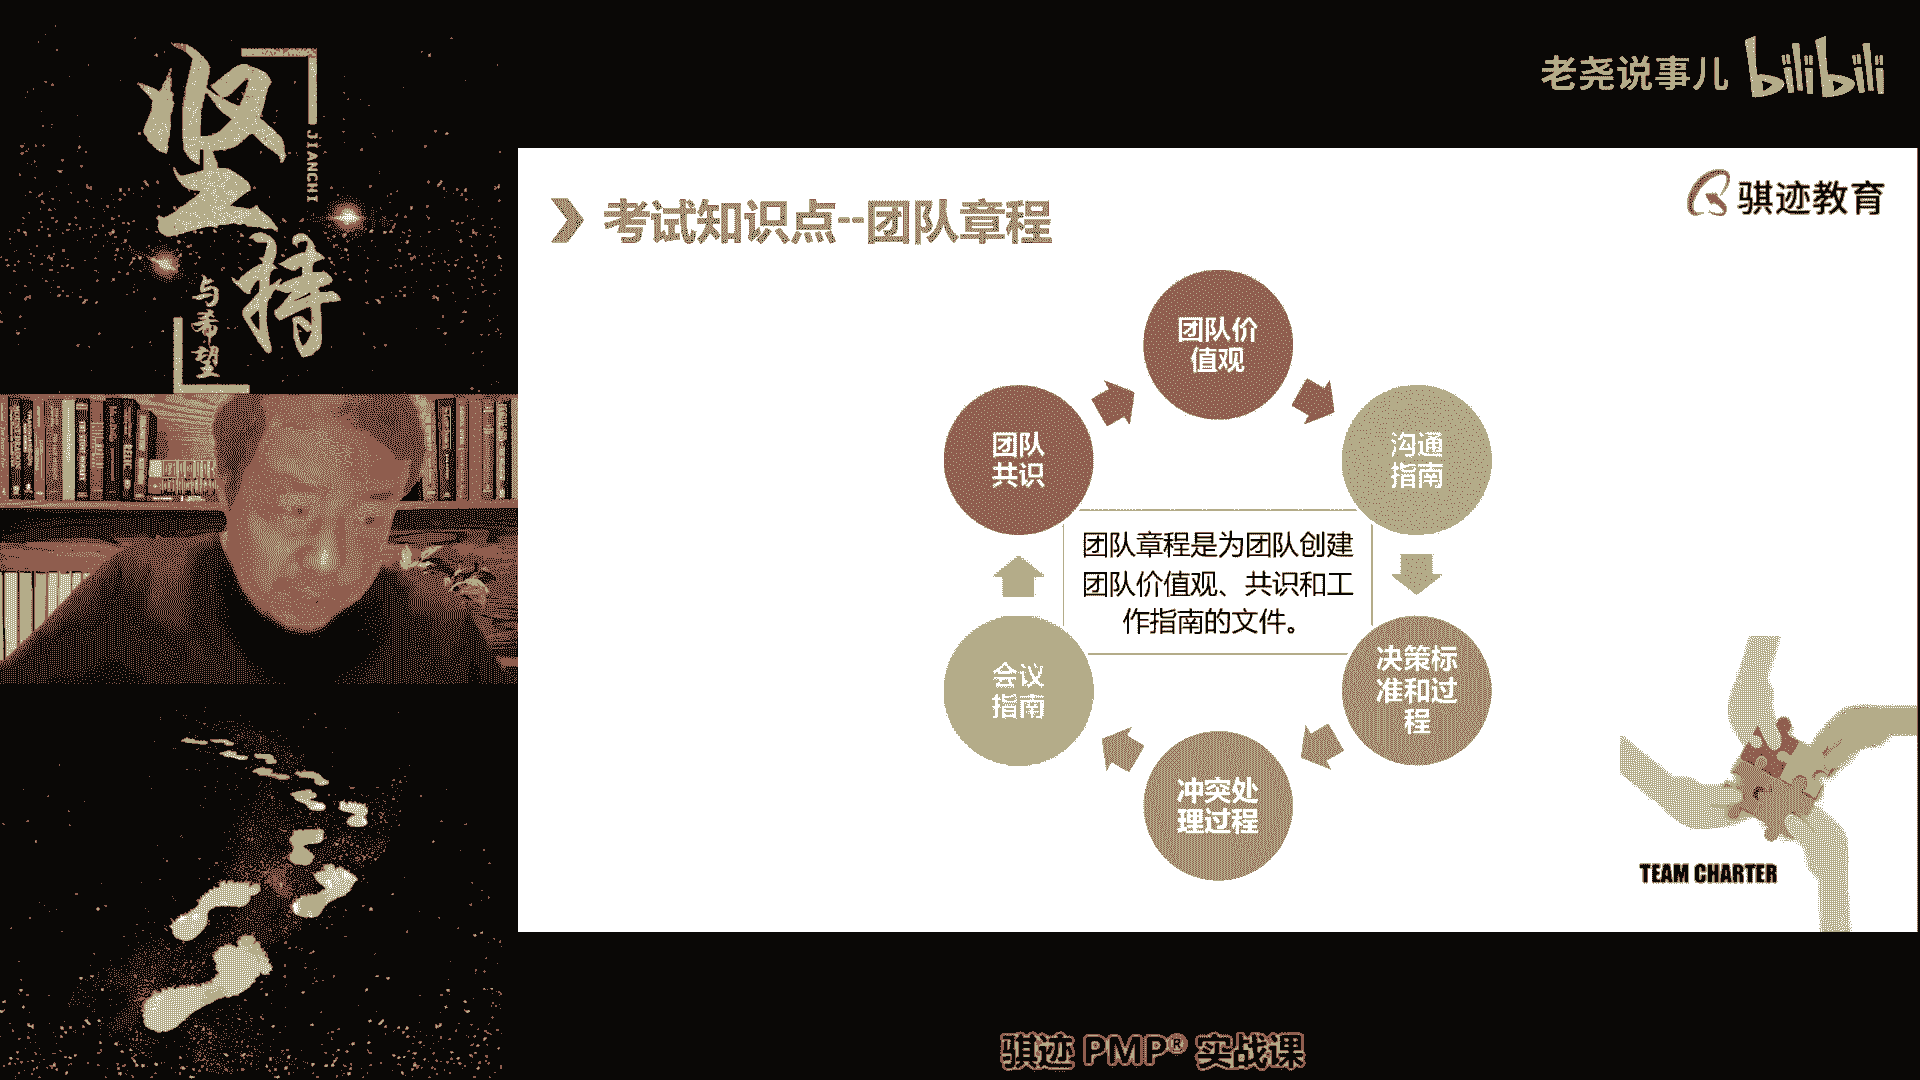 坚持
JIANCHI
与希望
老尧说事儿 bilibili
骐迹教育
考试知识点--团队章程
团队价
值观
团队
共识
沟通
指南
团队章程是为团队创建
团队价值观、共识和工
作指南的文件。
会议
指南
决策标
准和过
程
冲突处
理过程
TEAM CHARTER
骐迹 PMP® 实战课